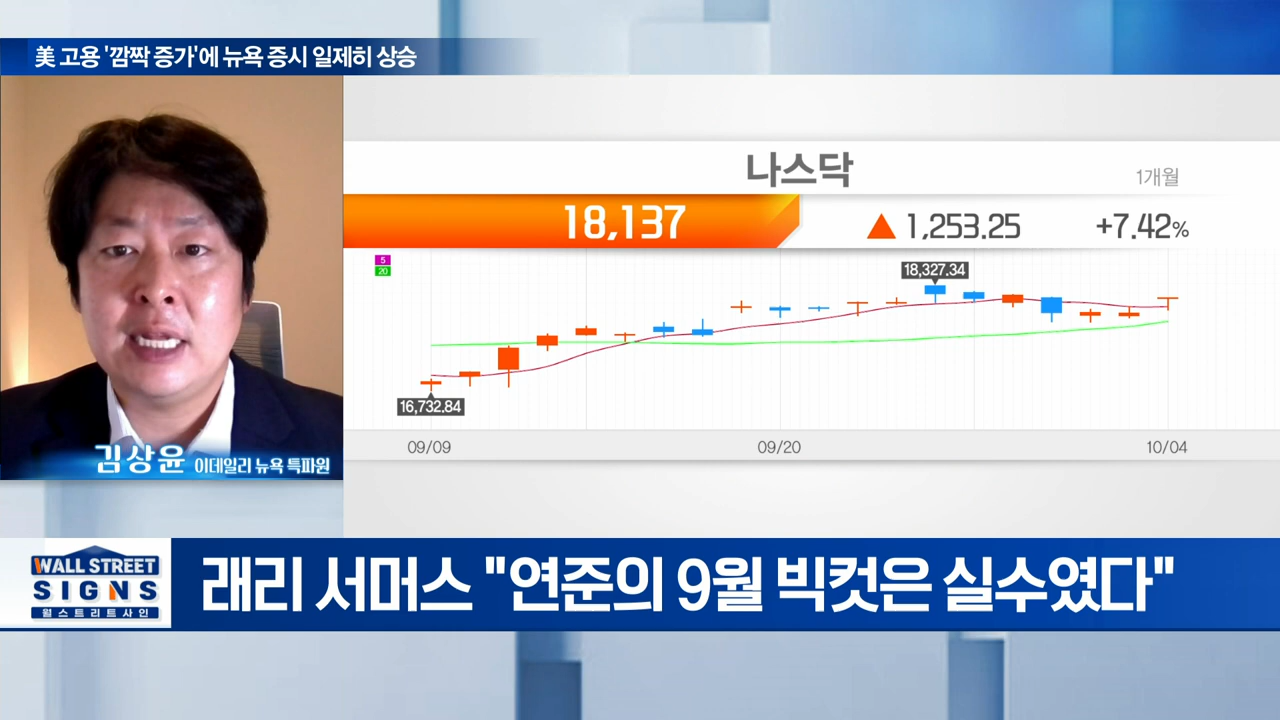 美 고용 '깜짝 증가'에 뉴욕 증시 일제히 상승
나스닥
1개월
18,137 ▲ 1,253.25 +7.42%
5
20
18,327.34
16,732.84
09/09 09/20 10/04
김상윤 이데일리 뉴욕 특파원
WALL STREET
SIGNS
월스트리트사인
래리 서머스 "연준의 9월 빅컷은 실수였다"